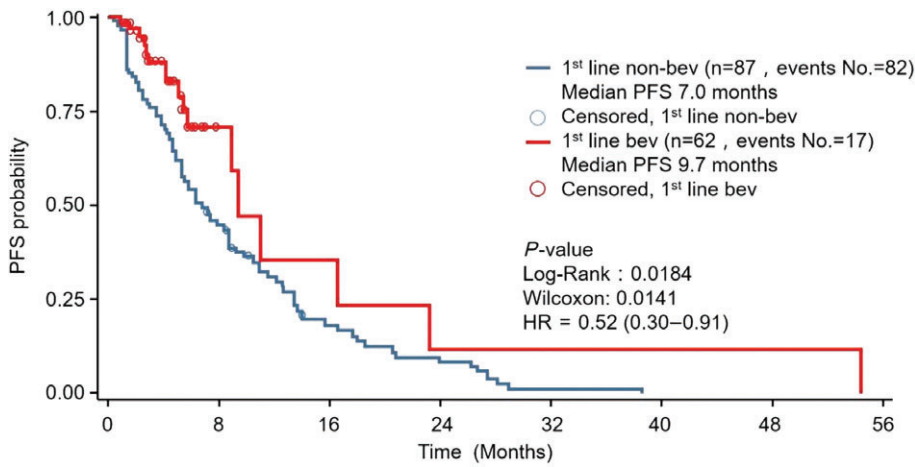 PFS probability
1.00
0.75
0.50
0.25
0.00
1st line non-bev (n=87 , events No.=82)
Median PFS 7.0 months
Censored, 1st line non-bev
1st line bev (n=62 , events No.=17)
Median PFS 9.7 months
Censored, 1st line bev
P-value
Log-Rank : 0.0184
Wilcoxon: 0.0141
HR = 0.52 (0.30–0.91)
0 8 16 24 32 40 48 56
Time (Months)